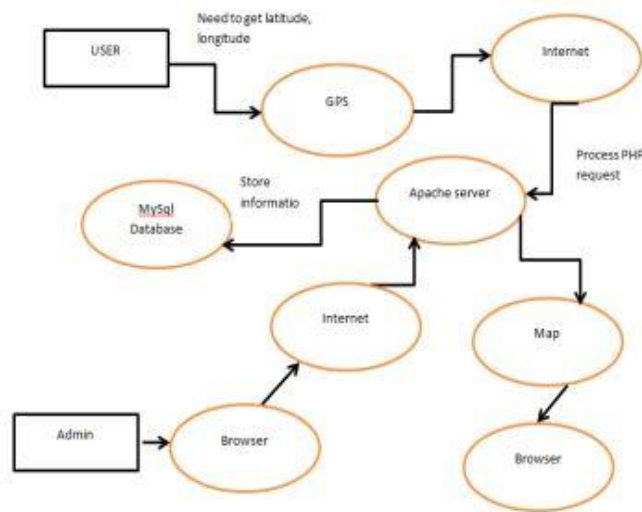 Need to get latitude,
longitude
USER
Internet
GPS
Process PHP
request
Store
informatio
Apache server
MySql
Database
Internet
Map
Admin
Browser
Browser